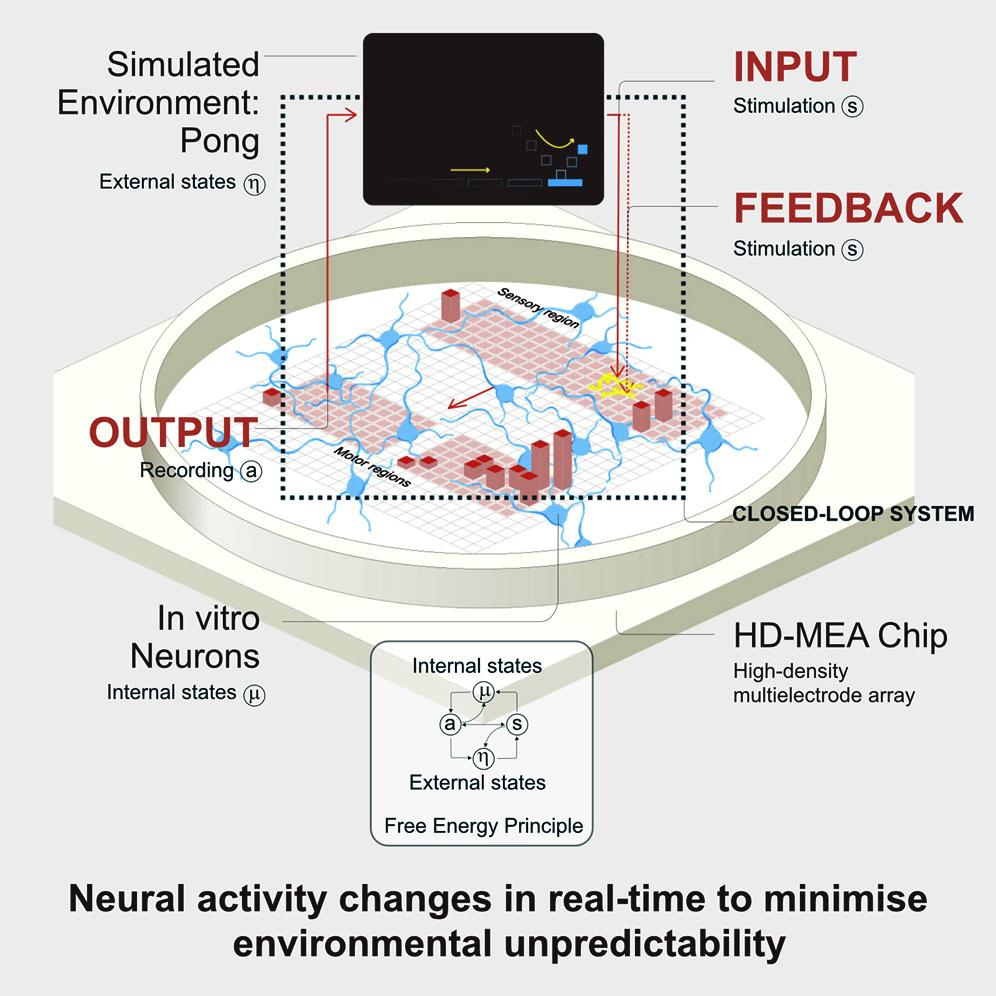 Simulated
Environment:
Pong
External states η
INPUT
Stimulation s
FEEDBACK
Stimulation s
Sensory region
OUTPUT
Recording a
Motor regions
CLOSED-LOOP SYSTEM
In vitro
Neurons
Internal states μ
HD-MEA Chip
High-density
multielectrode array
Internal states
μ
a s
η
External states
Free Energy Principle
Neural activity changes in real-time to minimise
environmental unpredictability